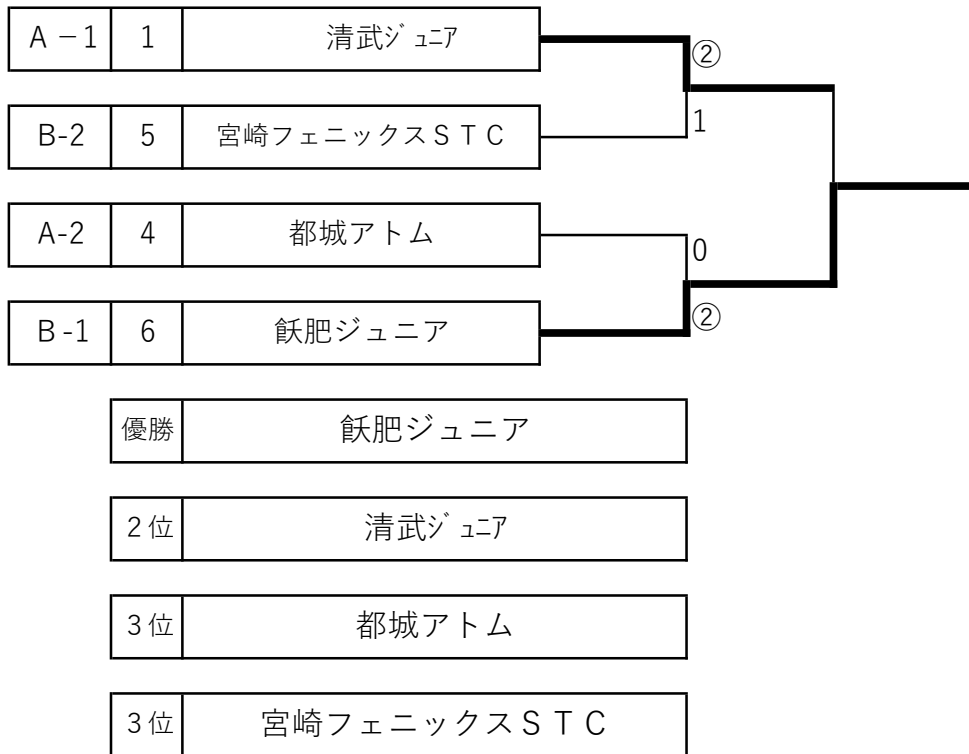 A－1 1 清武ｼﾞｭﾆｱ
②
B-2 5 宮崎フェニックスＳＴＣ
1
A-2 4 都城アトム
0
Ｂ-1 6 飫肥ジュニア
②
優勝 飫肥ジュニア
２位 清武ｼﾞｭﾆｱ
３位 都城アトム
３位 宮崎フェニックスＳＴＣ